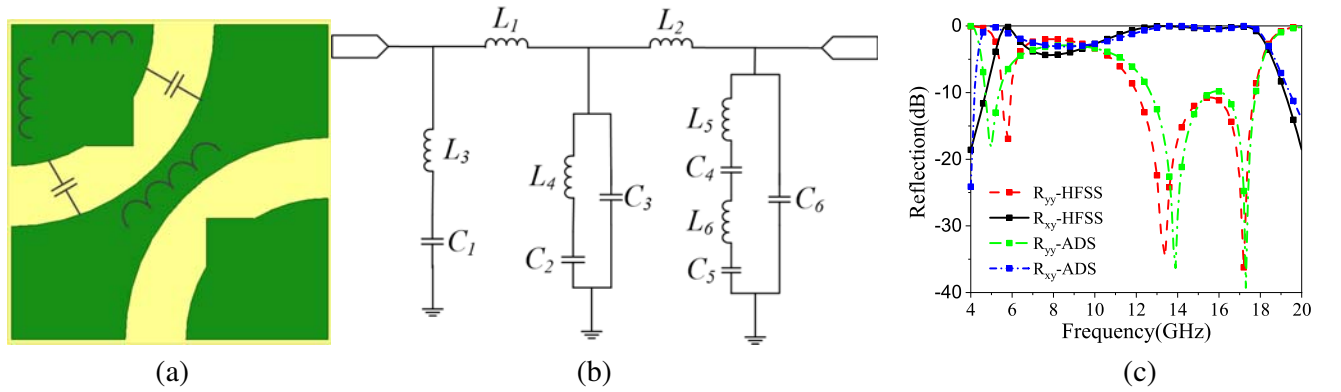 L1
L2
L3
L4
L5
L6
C1
C2
C3
C4
C5
C6
Reflection(dB)
0
-10
-20
-30
-40
Ryy-HFSS
Rxy-HFSS
Ryy-ADS
Rxy-ADS
4 6 8 10 12 14 16 18 20
Frequency(GHz)
(a) (b) (c)